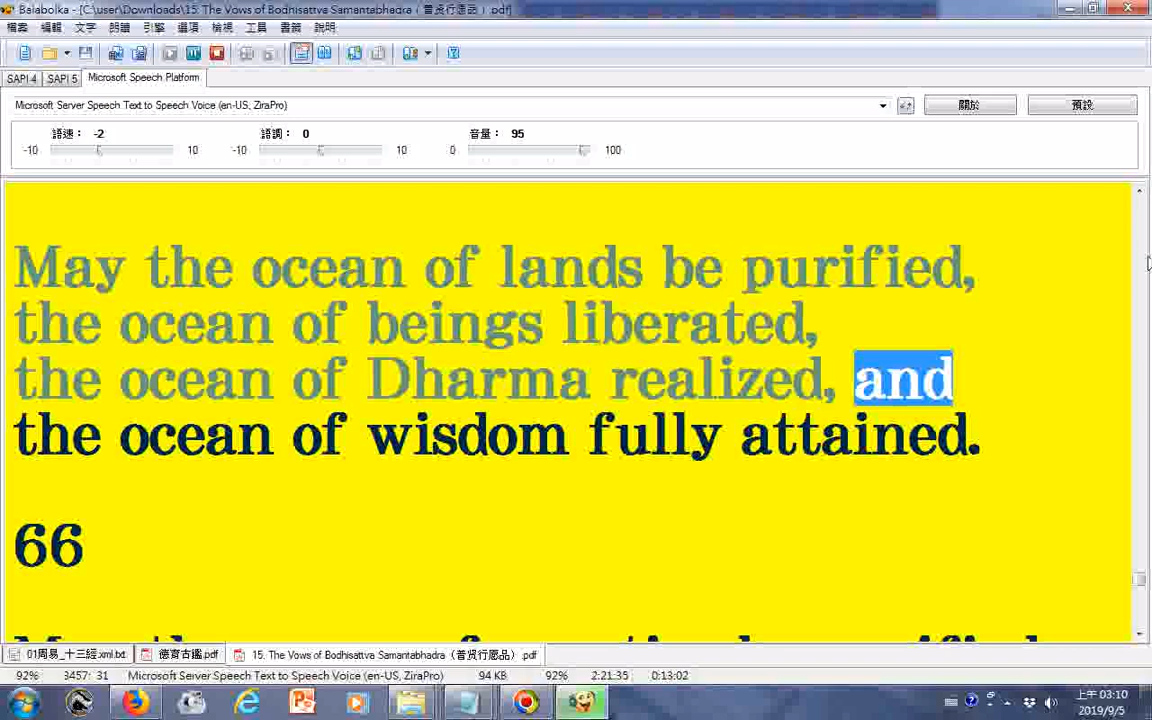 Balabolka - [C:\user\Downloads\15. The Vows of Bodhisattva Samantabhadra (普賢行愿品) .pdf]
檔案 編輯 文字 朗讀 引擎 選項 檢視 工具 書籤 說明
SAPI 4 SAPI 5 Microsoft Speech Platform
Microsoft Server Speech Text to Speech Voice (en-US, ZiraPro) 關於 預設
語速： -2 語調： 0 音量： 95
-10 10 -10 10 0 100
May the ocean of lands be purified,
the ocean of beings liberated,
the ocean of Dharma realized, and
the ocean of wisdom fully attained.
66
01周易_十三經.xml.txt 德育古鑑.pdf 15. The Vows of Bodhisattva Samantabhadra（普賢行愿品）.pdf
92% 3457: 31 Microsoft Server Speech Text to Speech Voice (en-US, ZiraPro) 94 KB 92% 2:21:35 0:13:02
上午 03:10
2019/9/5